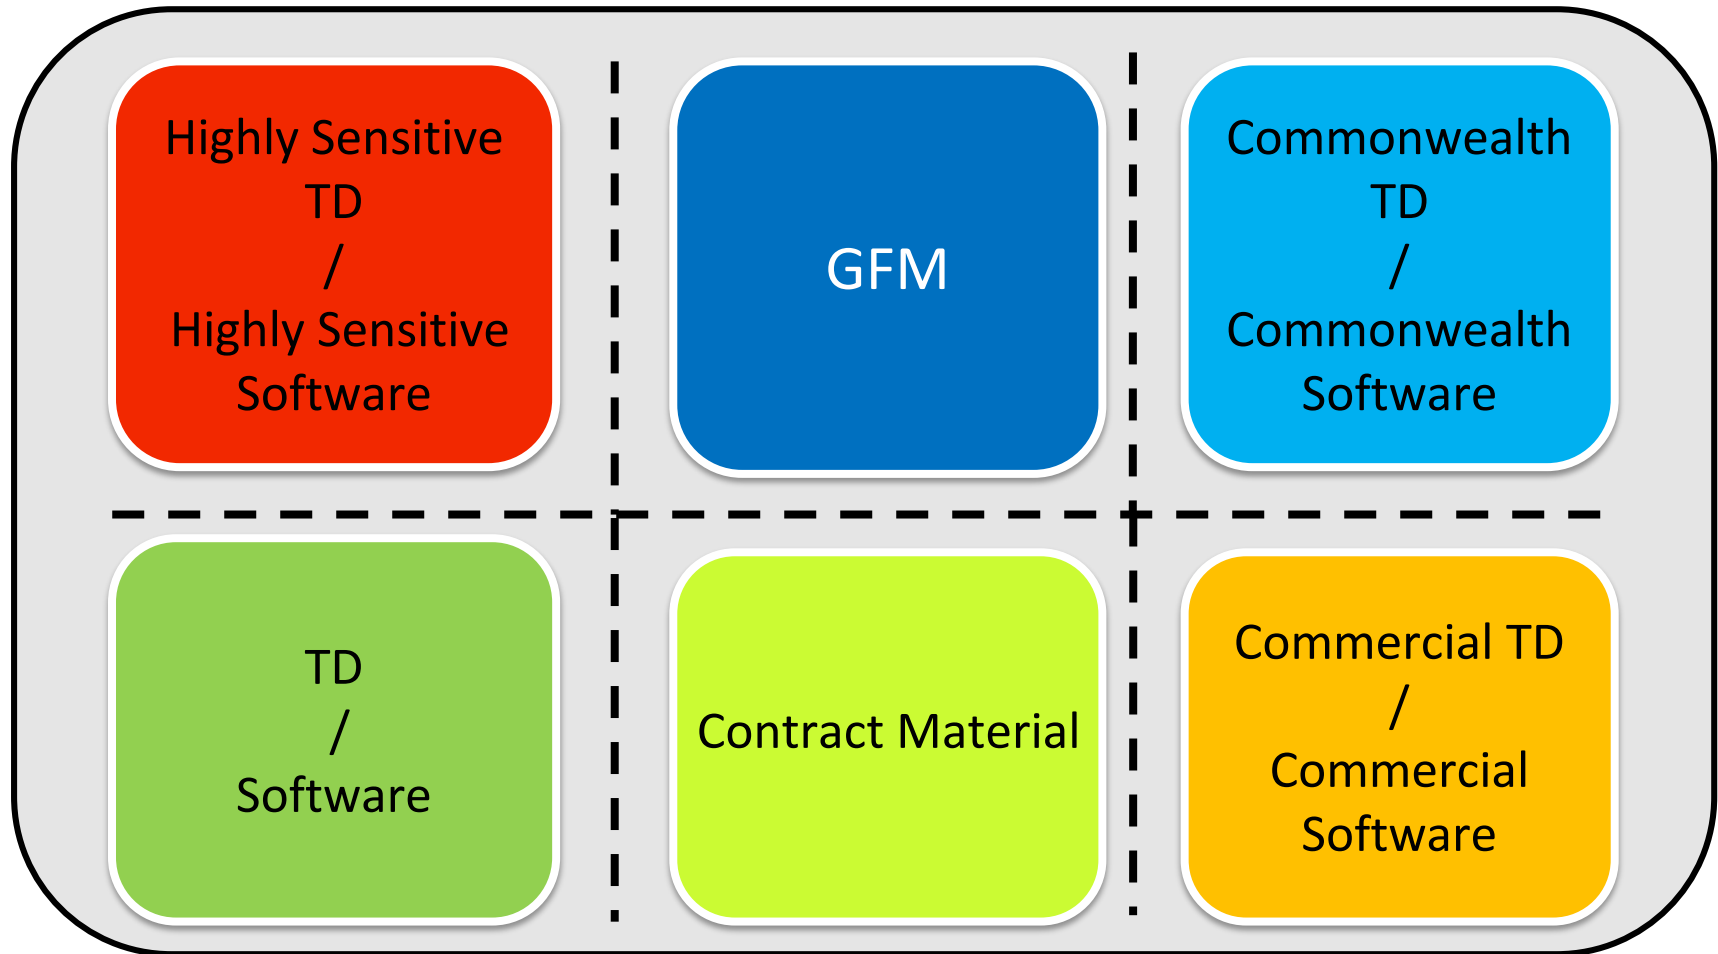 Highly Sensitive
TD
/
Highly Sensitive
Software
GFM
Commonwealth
TD
/
Commonwealth
Software
TD
/
Software
Contract Material
Commercial TD
/
Commercial
Software